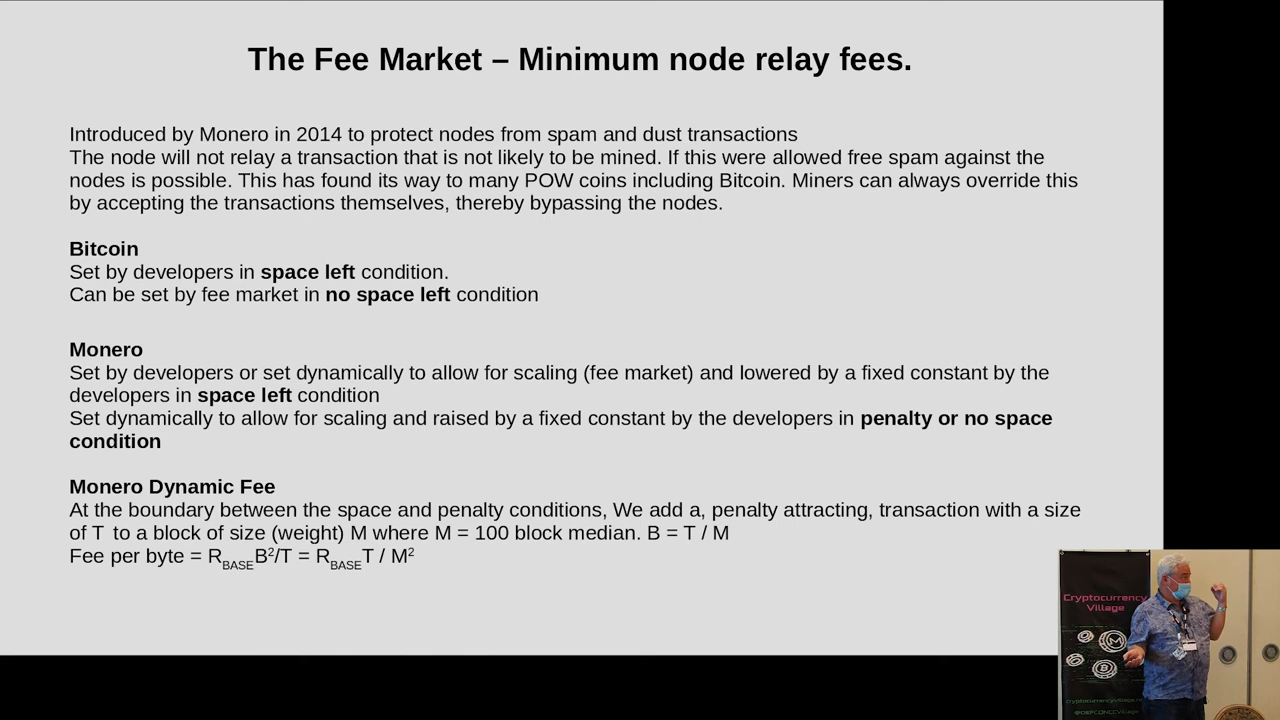 The Fee Market – Minimum node relay fees.
Introduced by Monero in 2014 to protect nodes from spam and dust transactions
The node will not relay a transaction that is not likely to be mined. If this were allowed free spam against the
nodes is possible. This has found its way to many POW coins including Bitcoin. Miners can always override this
by accepting the transactions themselves, thereby bypassing the nodes.
Bitcoin
Set by developers in space left condition.
Can be set by fee market in no space left condition
Monero
Set by developers or set dynamically to allow for scaling (fee market) and lowered by a fixed constant by the
developers in space left condition
Set dynamically to allow for scaling and raised by a fixed constant by the developers in penalty or no space
condition
Monero Dynamic Fee
At the boundary between the space and penalty conditions, We add a, penalty attracting, transaction with a size
of T to a block of size (weight) M where M = 100 block median. B = T / M
Fee per byte = R_BASE B²/T = R_BASE T / M²
Cryptocurrency
Village